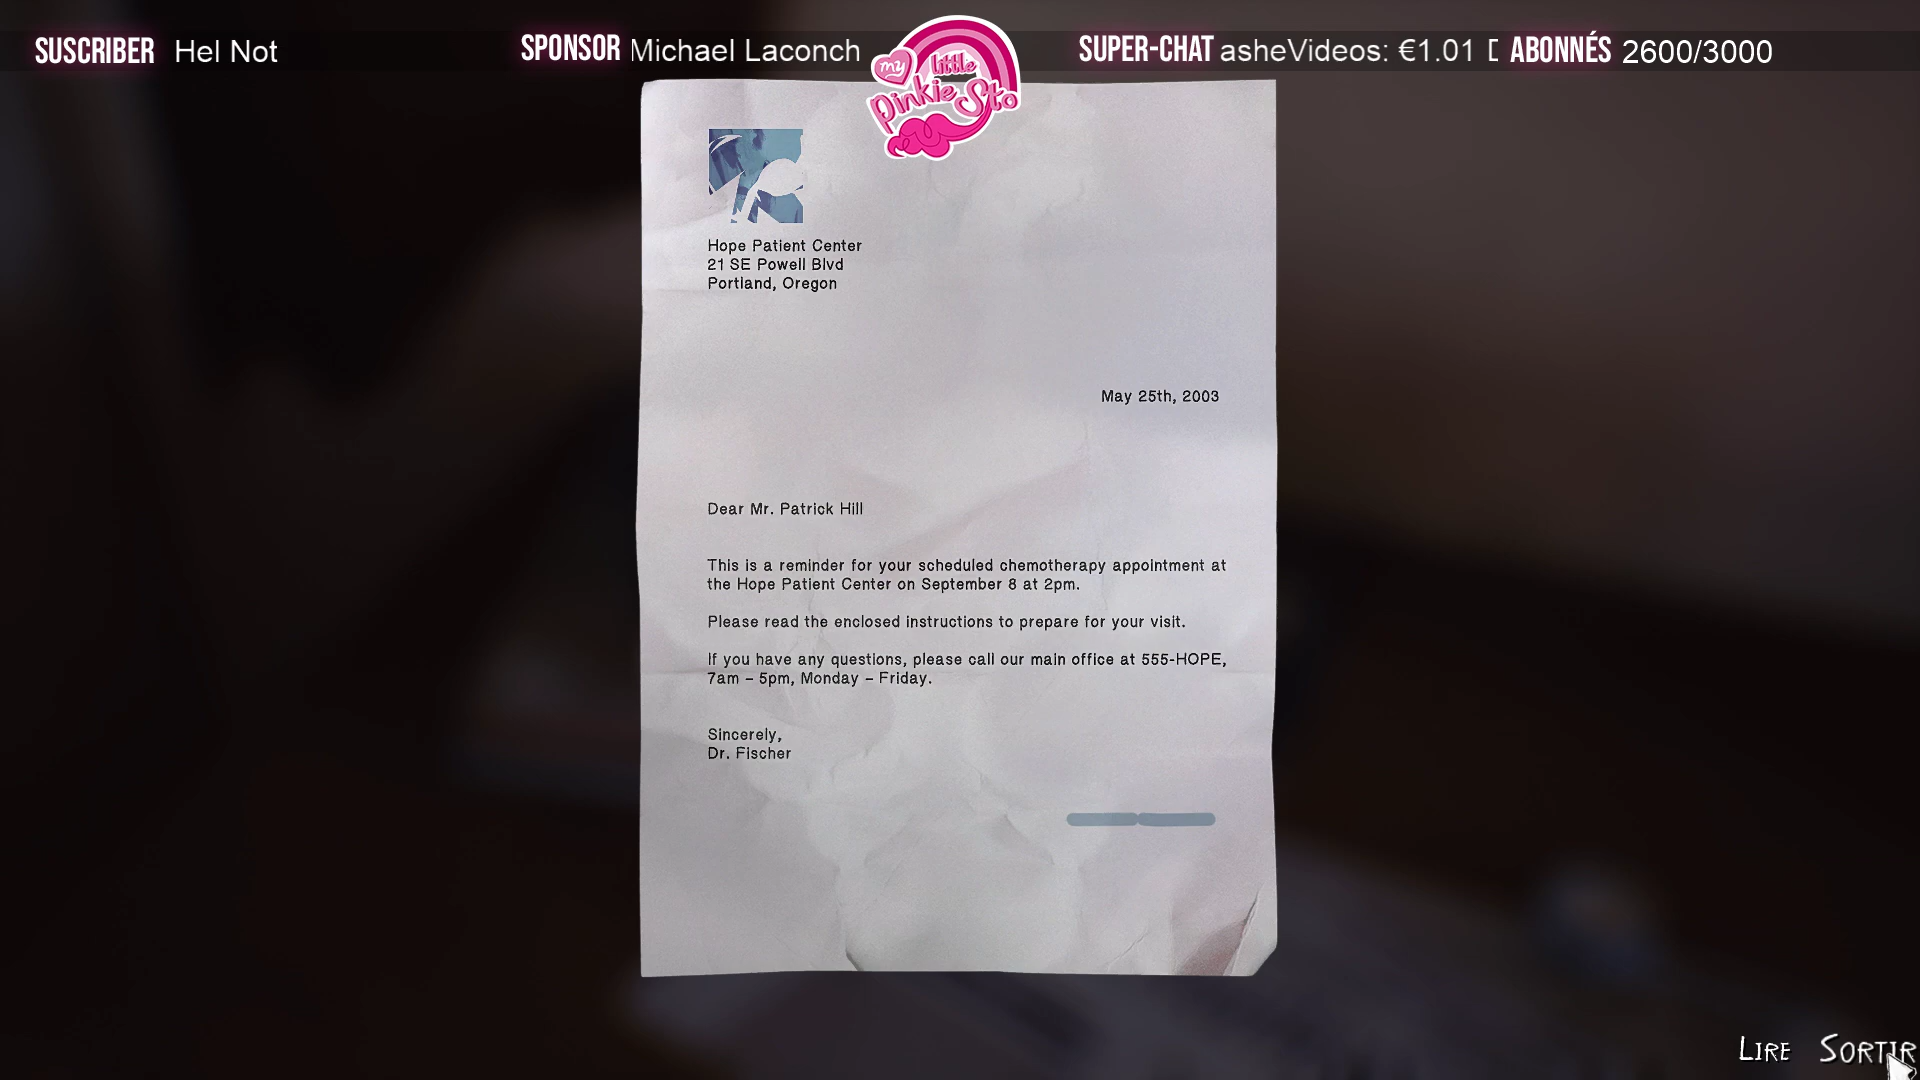 SUSCRIBER Hel Not SPONSOR Michael Laconch SUPER-CHAT asheVideos: €1.01 ABONNÉS 2600/3000
my little
Pinkie Sto
Hope Patient Center
21 SE Powell Blvd
Portland, Oregon
May 25th, 2003
Dear Mr. Patrick Hill
This is a reminder for your scheduled chemotherapy appointment at
the Hope Patient Center on September 8 at 2pm.
Please read the enclosed instructions to prepare for your visit.
If you have any questions, please call our main office at 555-HOPE,
7am – 5pm, Monday – Friday.
Sincerely,
Dr. Fischer
LIRE SORTIR